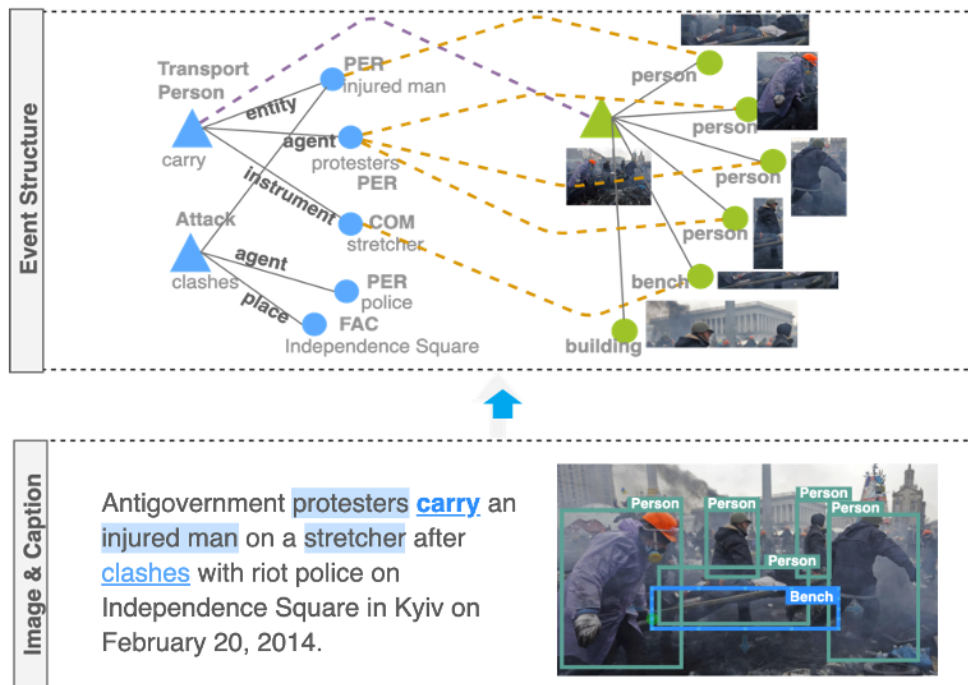 Event Structure
Transport
Person
carry
entity
PER
injured man
agent
protesters
PER
instrument
COM
stretcher
Attack
clashes
agent
PER
police
place
FAC
Independence Square
person
person
person
person
bench
building
Image & Caption
Antigovernment protesters carry an
injured man on a stretcher after
clashes with riot police on
Independence Square in Kyiv on
February 20, 2014.
Person
Person
Person
Person
Person
Bench